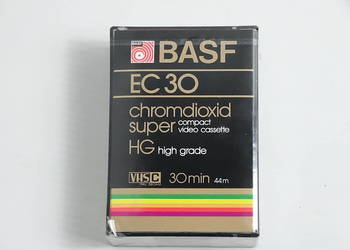 BASF
EC 30
chromdioxid
super compact video cassette
HG high grade
VHS C
30 min 44m